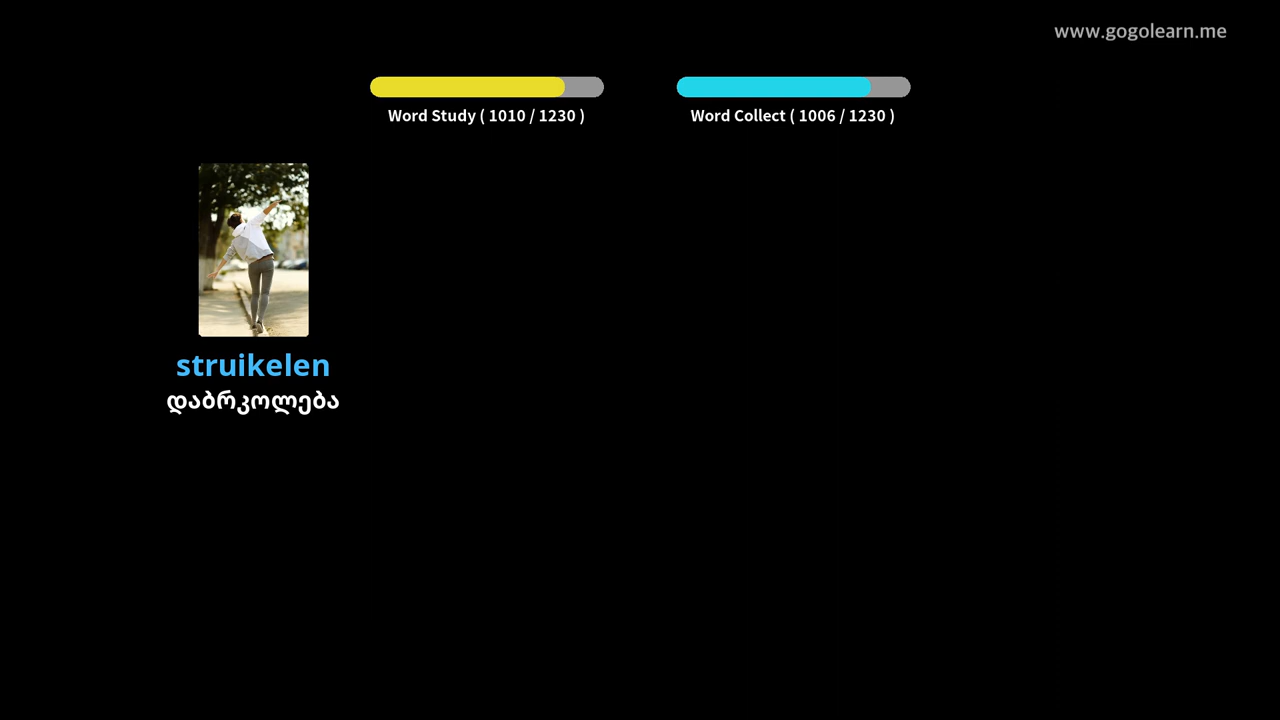 www.gogolearn.me
Word Study ( 1010 / 1230 )
Word Collect ( 1006 / 1230 )
struikelen
დაბრკოლება